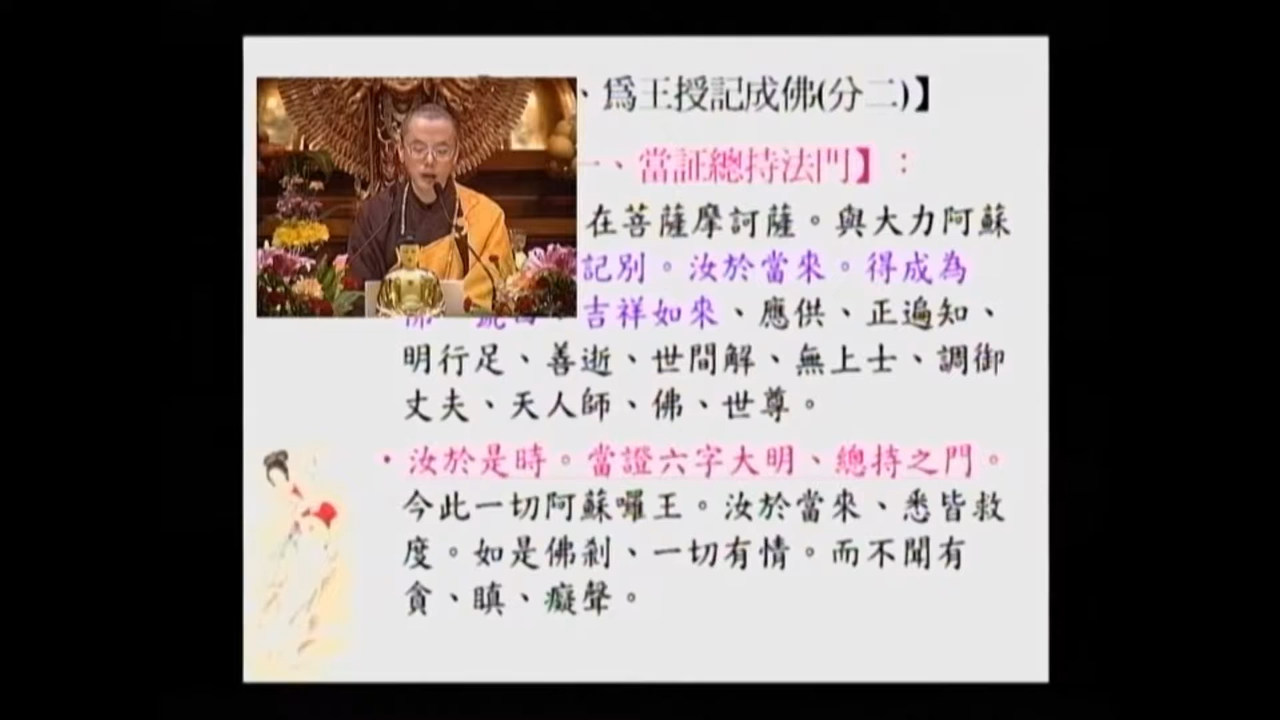 、為王授記成佛(分二)】
一、當証總持法門】：
在菩薩摩訶薩。與大力阿蘇
記別。汝於當來。得成為
吉祥如來、應供、正遍知、
明行足、善逝、世間解、無上士、調御
丈夫、天人師、佛、世尊。
・汝於是時。當證六字大明、總持之門。
今此一切阿蘇囉王。汝於當來、悉皆救
度。如是佛剎、一切有情。而不聞有
貪、瞋、癡聲。